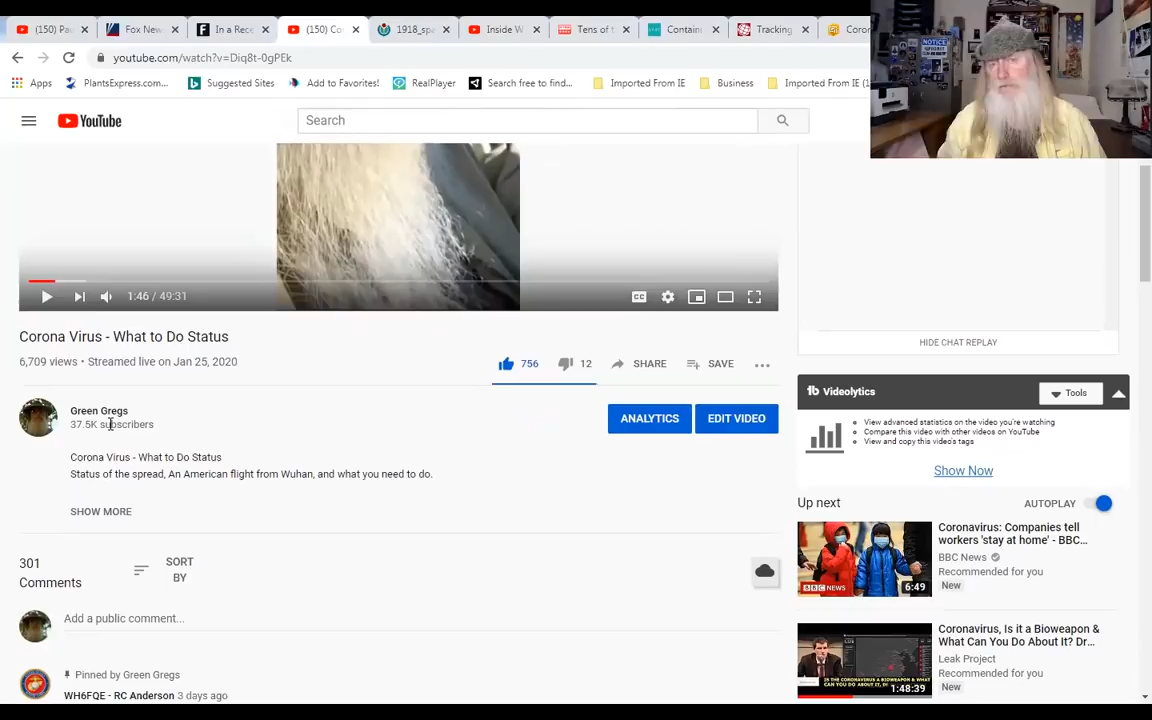 (150) Pa
Fox New
In a Rece
(150) Co
1918_spa
Inside W
Tens of t
Contain
Tracking
Coron
youtube.com/watch?v=Diq8t-0gPEk
Apps
PlantsExpress.com...
Suggested Sites
Add to Favorites!
RealPlayer
Search free to find...
Imported From IE
Business
Imported From IE (1
NOTICE
YouTube
Search
1:46 / 49:31
CC
HIDE CHAT REPLAY
Corona Virus - What to Do Status
6,709 views • Streamed live on Jan 25, 2020
756
12
SHARE
SAVE
Green Gregs
37.5K subscribers
ANALYTICS
EDIT VIDEO
Corona Virus - What to Do Status
Status of the spread, An American flight from Wuhan, and what you need to do.
SHOW MORE
301
Comments
SORT
BY
Add a public comment...
Pinned by Green Gregs
WH6FQE - RC Anderson 3 days ago
Videolytics
Tools
View advanced statistics on the video you're watching
Compare this video with other videos on YouTube
View and copy this video's tags
Show Now
Up next
AUTOPLAY
BBC NEWS
6:49
Coronavirus: Companies tell
workers 'stay at home' - BBC...
BBC News
Recommended for you
New
1:48:39
Coronavirus, Is it a Bioweapon &
What Can You Do About It? Dr...
Leak Project
Recommended for you
New